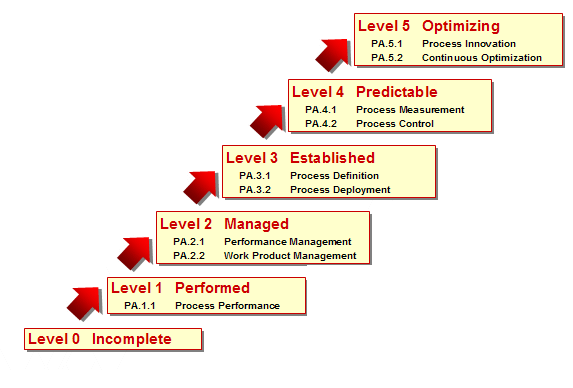 Level 5 Optimizing
PA.5.1 Process Innovation
PA.5.2 Continuous Optimization
Level 4 Predictable
PA.4.1 Process Measurement
PA.4.2 Process Control
Level 3 Established
PA.3.1 Process Definition
PA.3.2 Process Deployment
Level 2 Managed
PA.2.1 Performance Management
PA.2.2 Work Product Management
Level 1 Performed
PA.1.1 Process Performance
Level 0 Incomplete